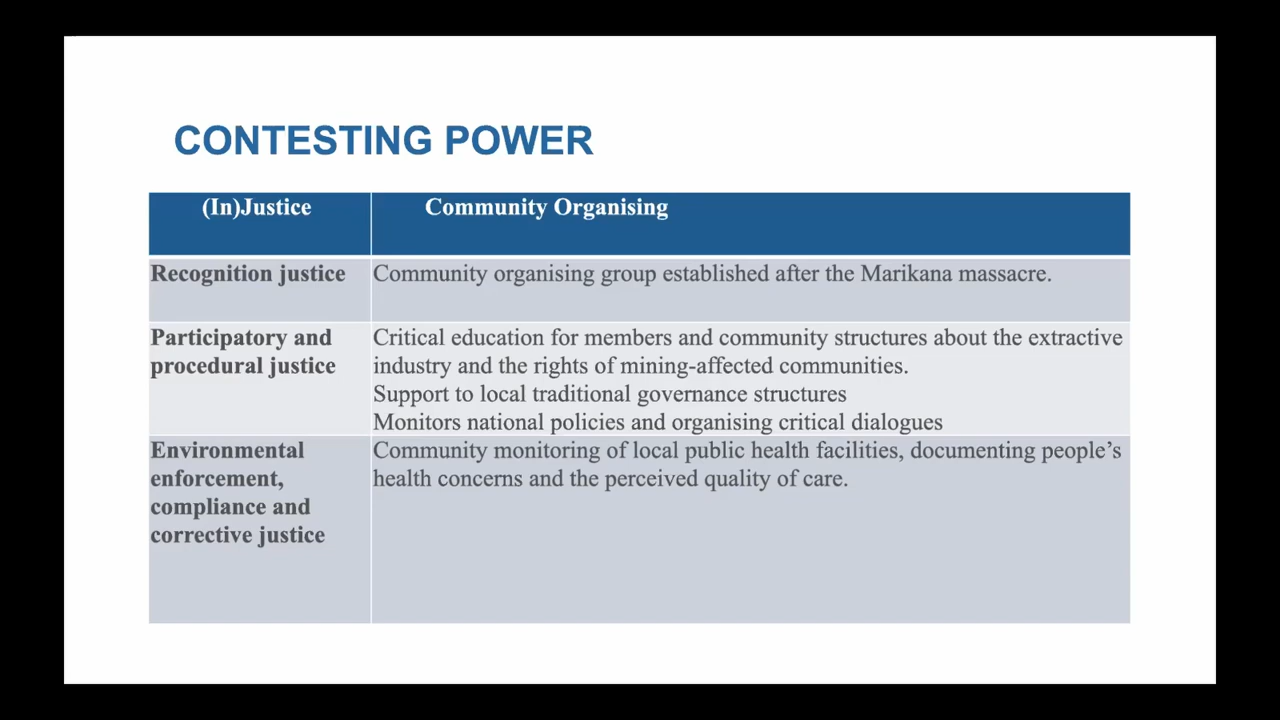 CONTESTING POWER
(In)Justice
Community Organising
Recognition justice
Community organising group established after the Marikana massacre.
Participatory and
procedural justice
Critical education for members and community structures about the extractive
industry and the rights of mining-affected communities.
Support to local traditional governance structures
Monitors national policies and organising critical dialogues
Environmental
enforcement,
compliance and
corrective justice
Community monitoring of local public health facilities, documenting people’s
health concerns and the perceived quality of care.